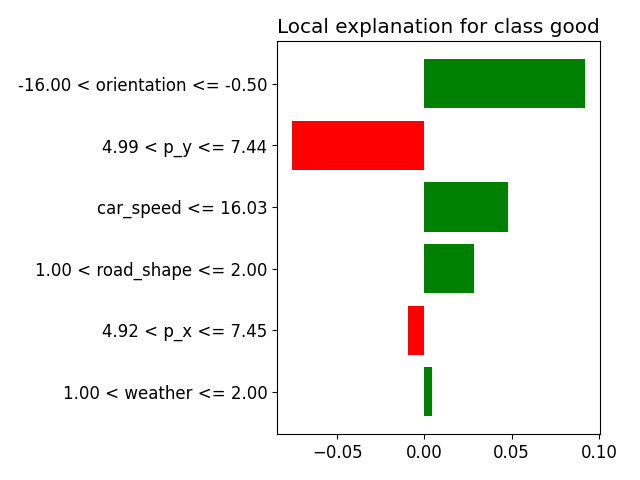 Local explanation for class good
-16.00 < orientation <= -0.50
4.99 < p_y <= 7.44
car_speed <= 16.03
1.00 < road_shape <= 2.00
4.92 < p_x <= 7.45
1.00 < weather <= 2.00
−0.05 0.00 0.05 0.10